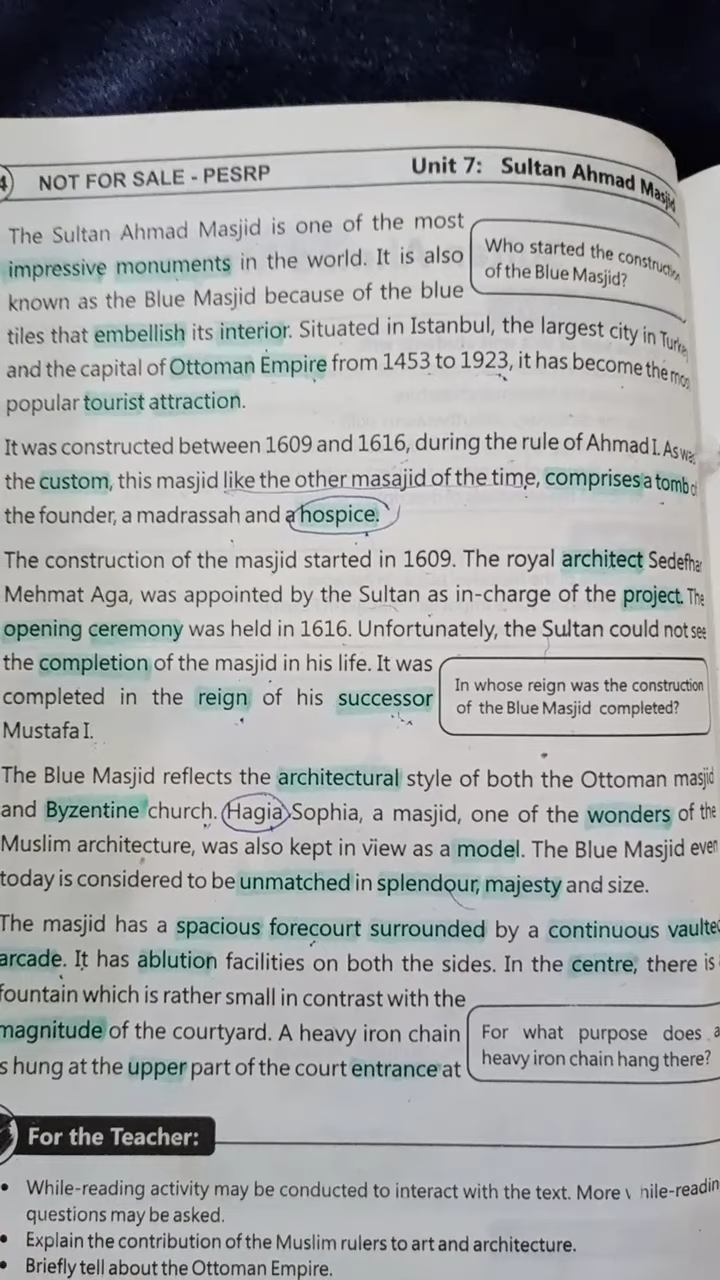 4 NOT FOR SALE - PESRP Unit 7: Sultan Ahmad Masjid
The Sultan Ahmad Masjid is one of the most
impressive monuments in the world. It is also
known as the Blue Masjid because of the blue
Who started the construction
of the Blue Masjid?
tiles that embellish its interior. Situated in Istanbul, the largest city in Turkey
and the capital of Ottoman Empire from 1453 to 1923, it has become the mos
popular tourist attraction.
It was constructed between 1609 and 1616, during the rule of Ahmad I. As was
the custom, this masjid like the other masajid of the time, comprises a tomb o
the founder, a madrassah and a hospice.
The construction of the masjid started in 1609. The royal architect Sedefhar
Mehmat Aga, was appointed by the Sultan as in-charge of the project. The
opening ceremony was held in 1616. Unfortunately, the Sultan could not see
the completion of the masjid in his life. It was
completed in the reign of his successor
Mustafa I.
In whose reign was the construction
of the Blue Masjid completed?
The Blue Masjid reflects the architectural style of both the Ottoman masjid
and Byzentine church. Hagia Sophia, a masjid, one of the wonders of the
Muslim architecture, was also kept in view as a model. The Blue Masjid even
today is considered to be unmatched in splendour, majesty and size.
The masjid has a spacious forecourt surrounded by a continuous vaulted
arcade. It has ablution facilities on both the sides. In the centre, there is
fountain which is rather small in contrast with the
magnitude of the courtyard. A heavy iron chain
s hung at the upper part of the court entrance at
For what purpose does a
heavy iron chain hang there?
For the Teacher:
• While-reading activity may be conducted to interact with the text. More while-readin
questions may be asked.
• Explain the contribution of the Muslim rulers to art and architecture.
• Briefly tell about the Ottoman Empire.